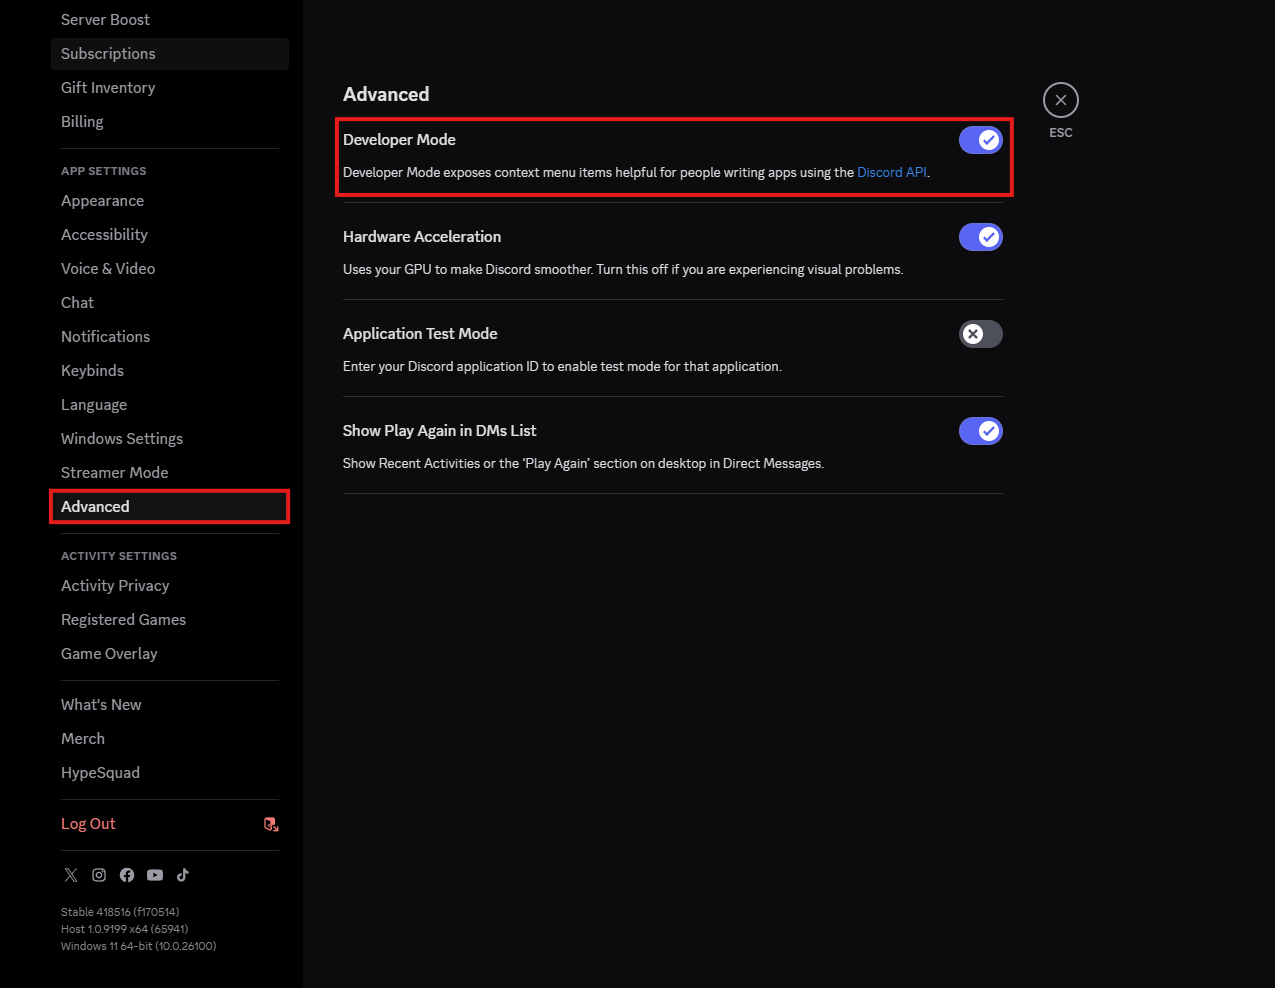 Server Boost
Subscriptions
Gift Inventory
Billing
APP SETTINGS
Appearance
Accessibility
Voice & Video
Chat
Notifications
Keybinds
Language
Windows Settings
Streamer Mode
Advanced
ACTIVITY SETTINGS
Activity Privacy
Registered Games
Game Overlay
What's New
Merch
HypeSquad
Log Out
Stable 418516 (f170514)
Host 1.0.9199 x64 (65941)
Windows 11 64-bit (10.0.26100)
Advanced
Developer Mode
Developer Mode exposes context menu items helpful for people writing apps using the Discord API.
Hardware Acceleration
Uses your GPU to make Discord smoother. Turn this off if you are experiencing visual problems.
Application Test Mode
Enter your Discord application ID to enable test mode for that application.
Show Play Again in DMs List
Show Recent Activities or the ‘Play Again’ section on desktop in Direct Messages.
ESC